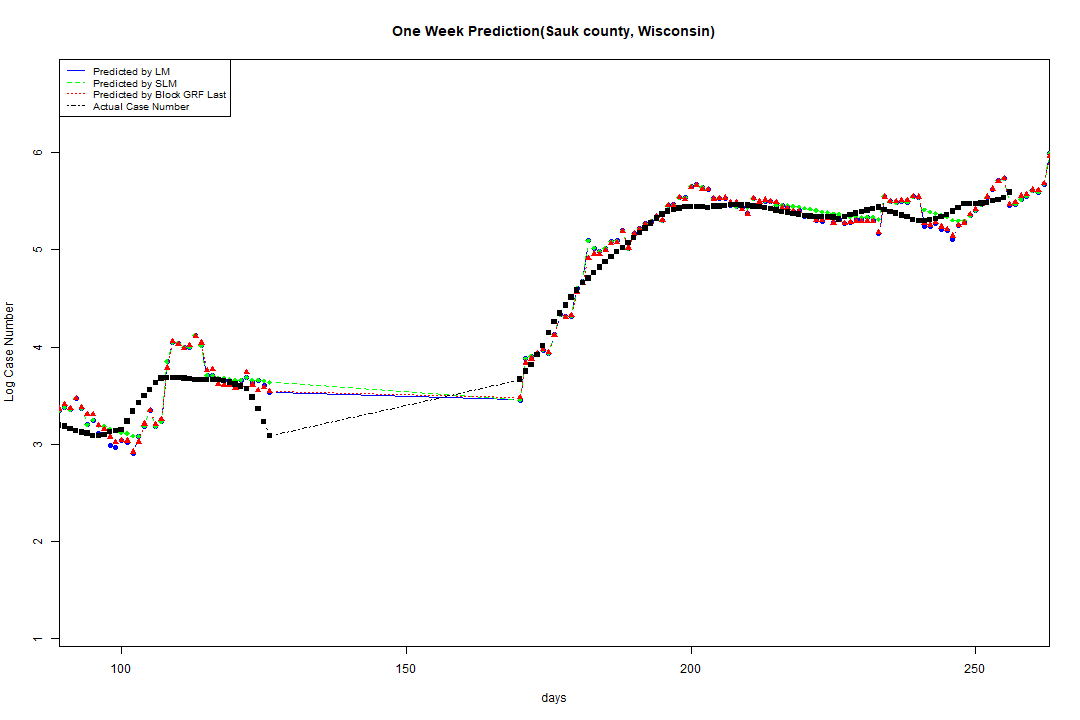 One Week Prediction(Sauk county, Wisconsin)
Predicted by LM
Predicted by SLM
Predicted by Block GRF Last
Actual Case Number
6
5
4
3
2
1
Log Case Number
100 150 200 250
days